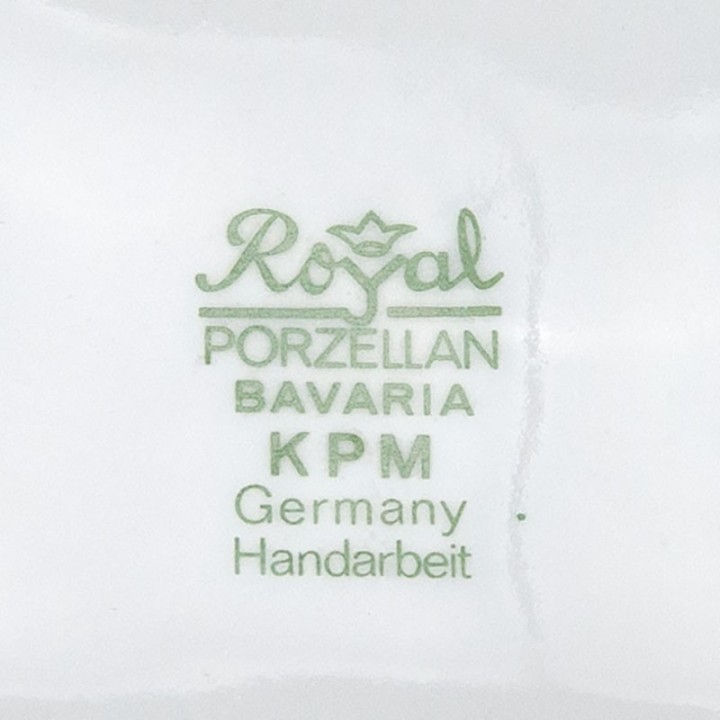 Royal
PORZELLAN
BAVARIA
KPM
Germany
Handarbeit